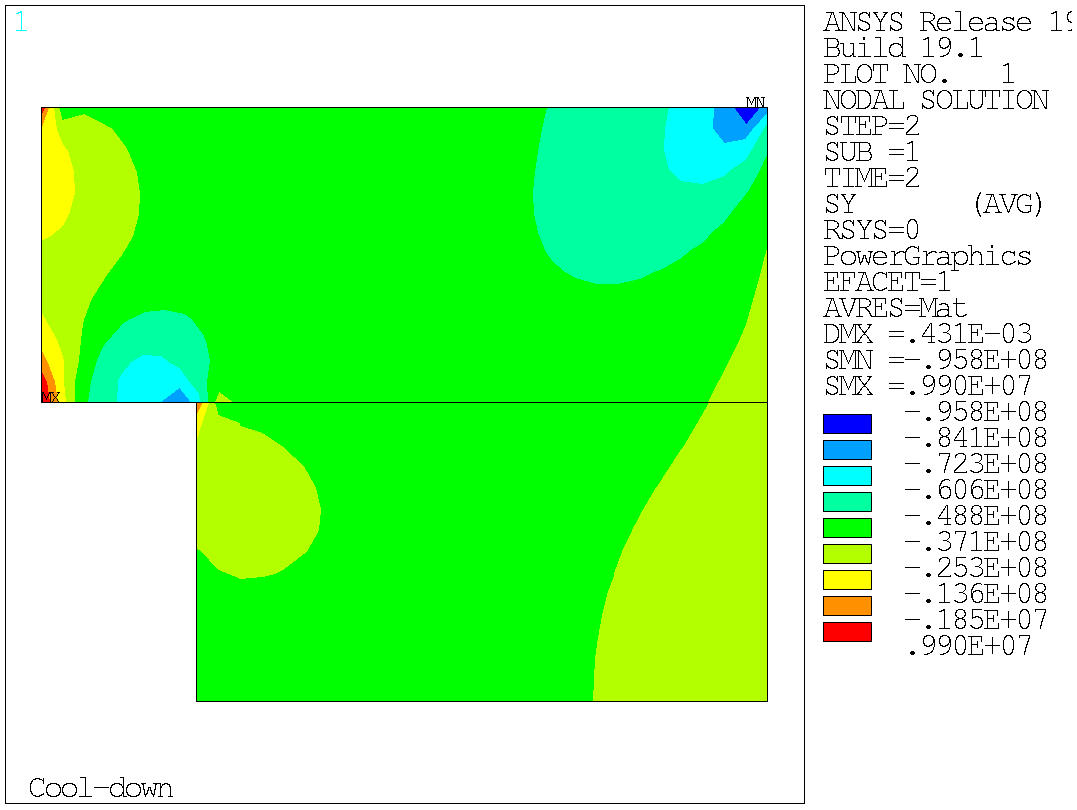 1
ANSYS Release 19
Build 19.1
PLOT NO. 1
NODAL SOLUTION
STEP=2
SUB =1
TIME=2
SY (AVG)
RSYS=0
PowerGraphics
EFACET=1
AVRES=Mat
DMX =.431E-03
SMN =-.958E+08
SMX =.990E+07
-.958E+08
-.841E+08
-.723E+08
-.606E+08
-.488E+08
-.371E+08
-.253E+08
-.136E+08
-.185E+07
.990E+07
MN
MX
Cool-down